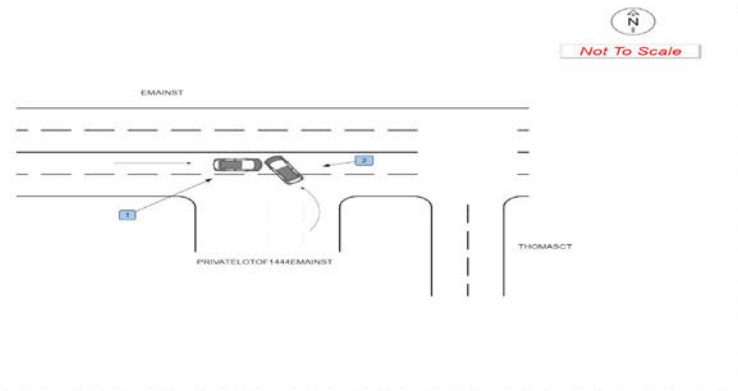 N
Not To Scale
EMAINST
2
1
THOMASCT
PRIVATELOTOF1444EMAINST